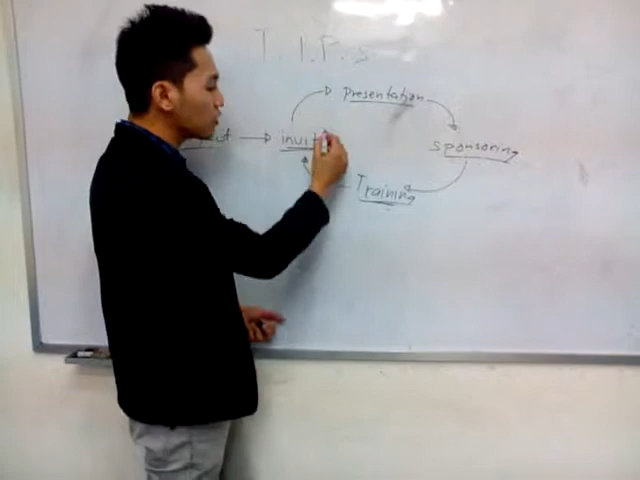 T.I.P.s
presentation
invit
sponsoring
Training